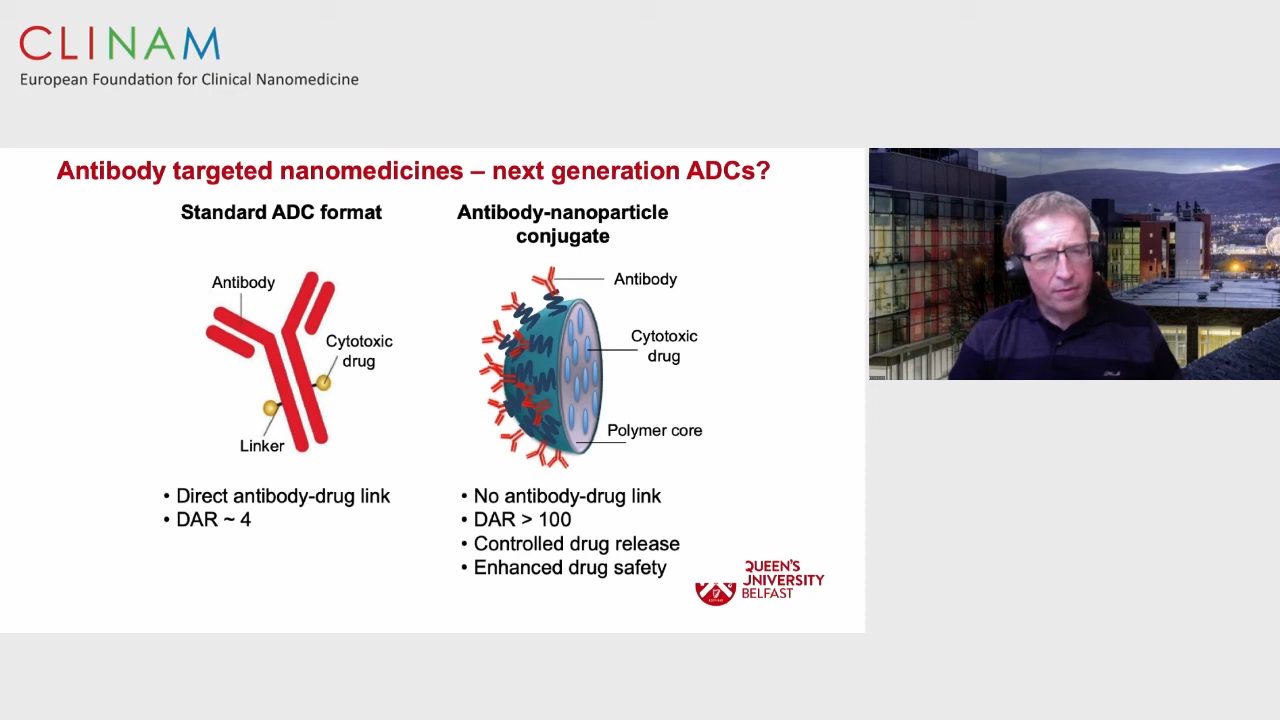 CLINAM
European Foundation for Clinical Nanomedicine
Antibody targeted nanomedicines – next generation ADCs?
Standard ADC format
Antibody
Cytotoxic
drug
Linker
• Direct antibody-drug link
• DAR ~ 4
Antibody-nanoparticle
conjugate
Antibody
Cytotoxic
drug
Polymer core
• No antibody-drug link
• DAR > 100
• Controlled drug release
• Enhanced drug safety
QUEEN'S
UNIVERSITY
BELFAST